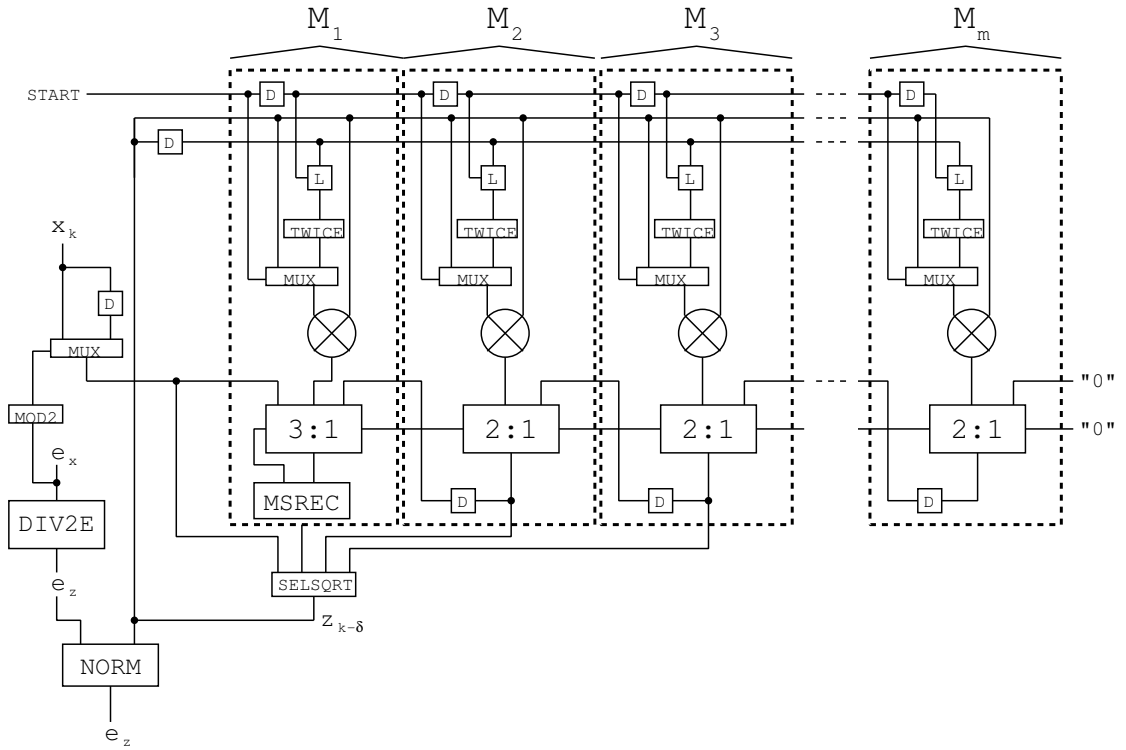 M1 M2 M3 Mm
START D D D D
D
L L L L
TWICE TWICE TWICE TWICE
xk
MUX MUX MUX MUX
D
MUX
"0"
MOD2
3:1 2:1 2:1 2:1 "0"
ex
MSREC D D D
DIV2E
ez
SELSQRT
zk−δ
NORM
ez